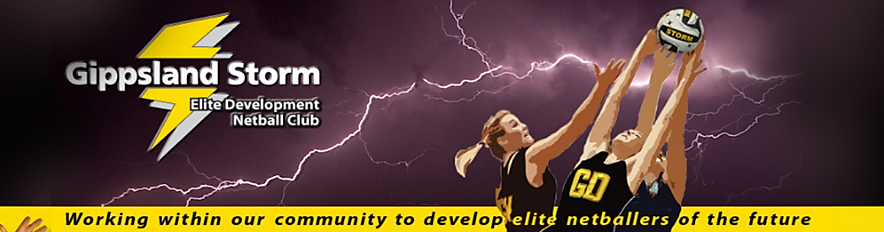 Gippsland Storm
Elite Development
Netball Club
STORM
GD
Working within our community to develop elite netballers of the future